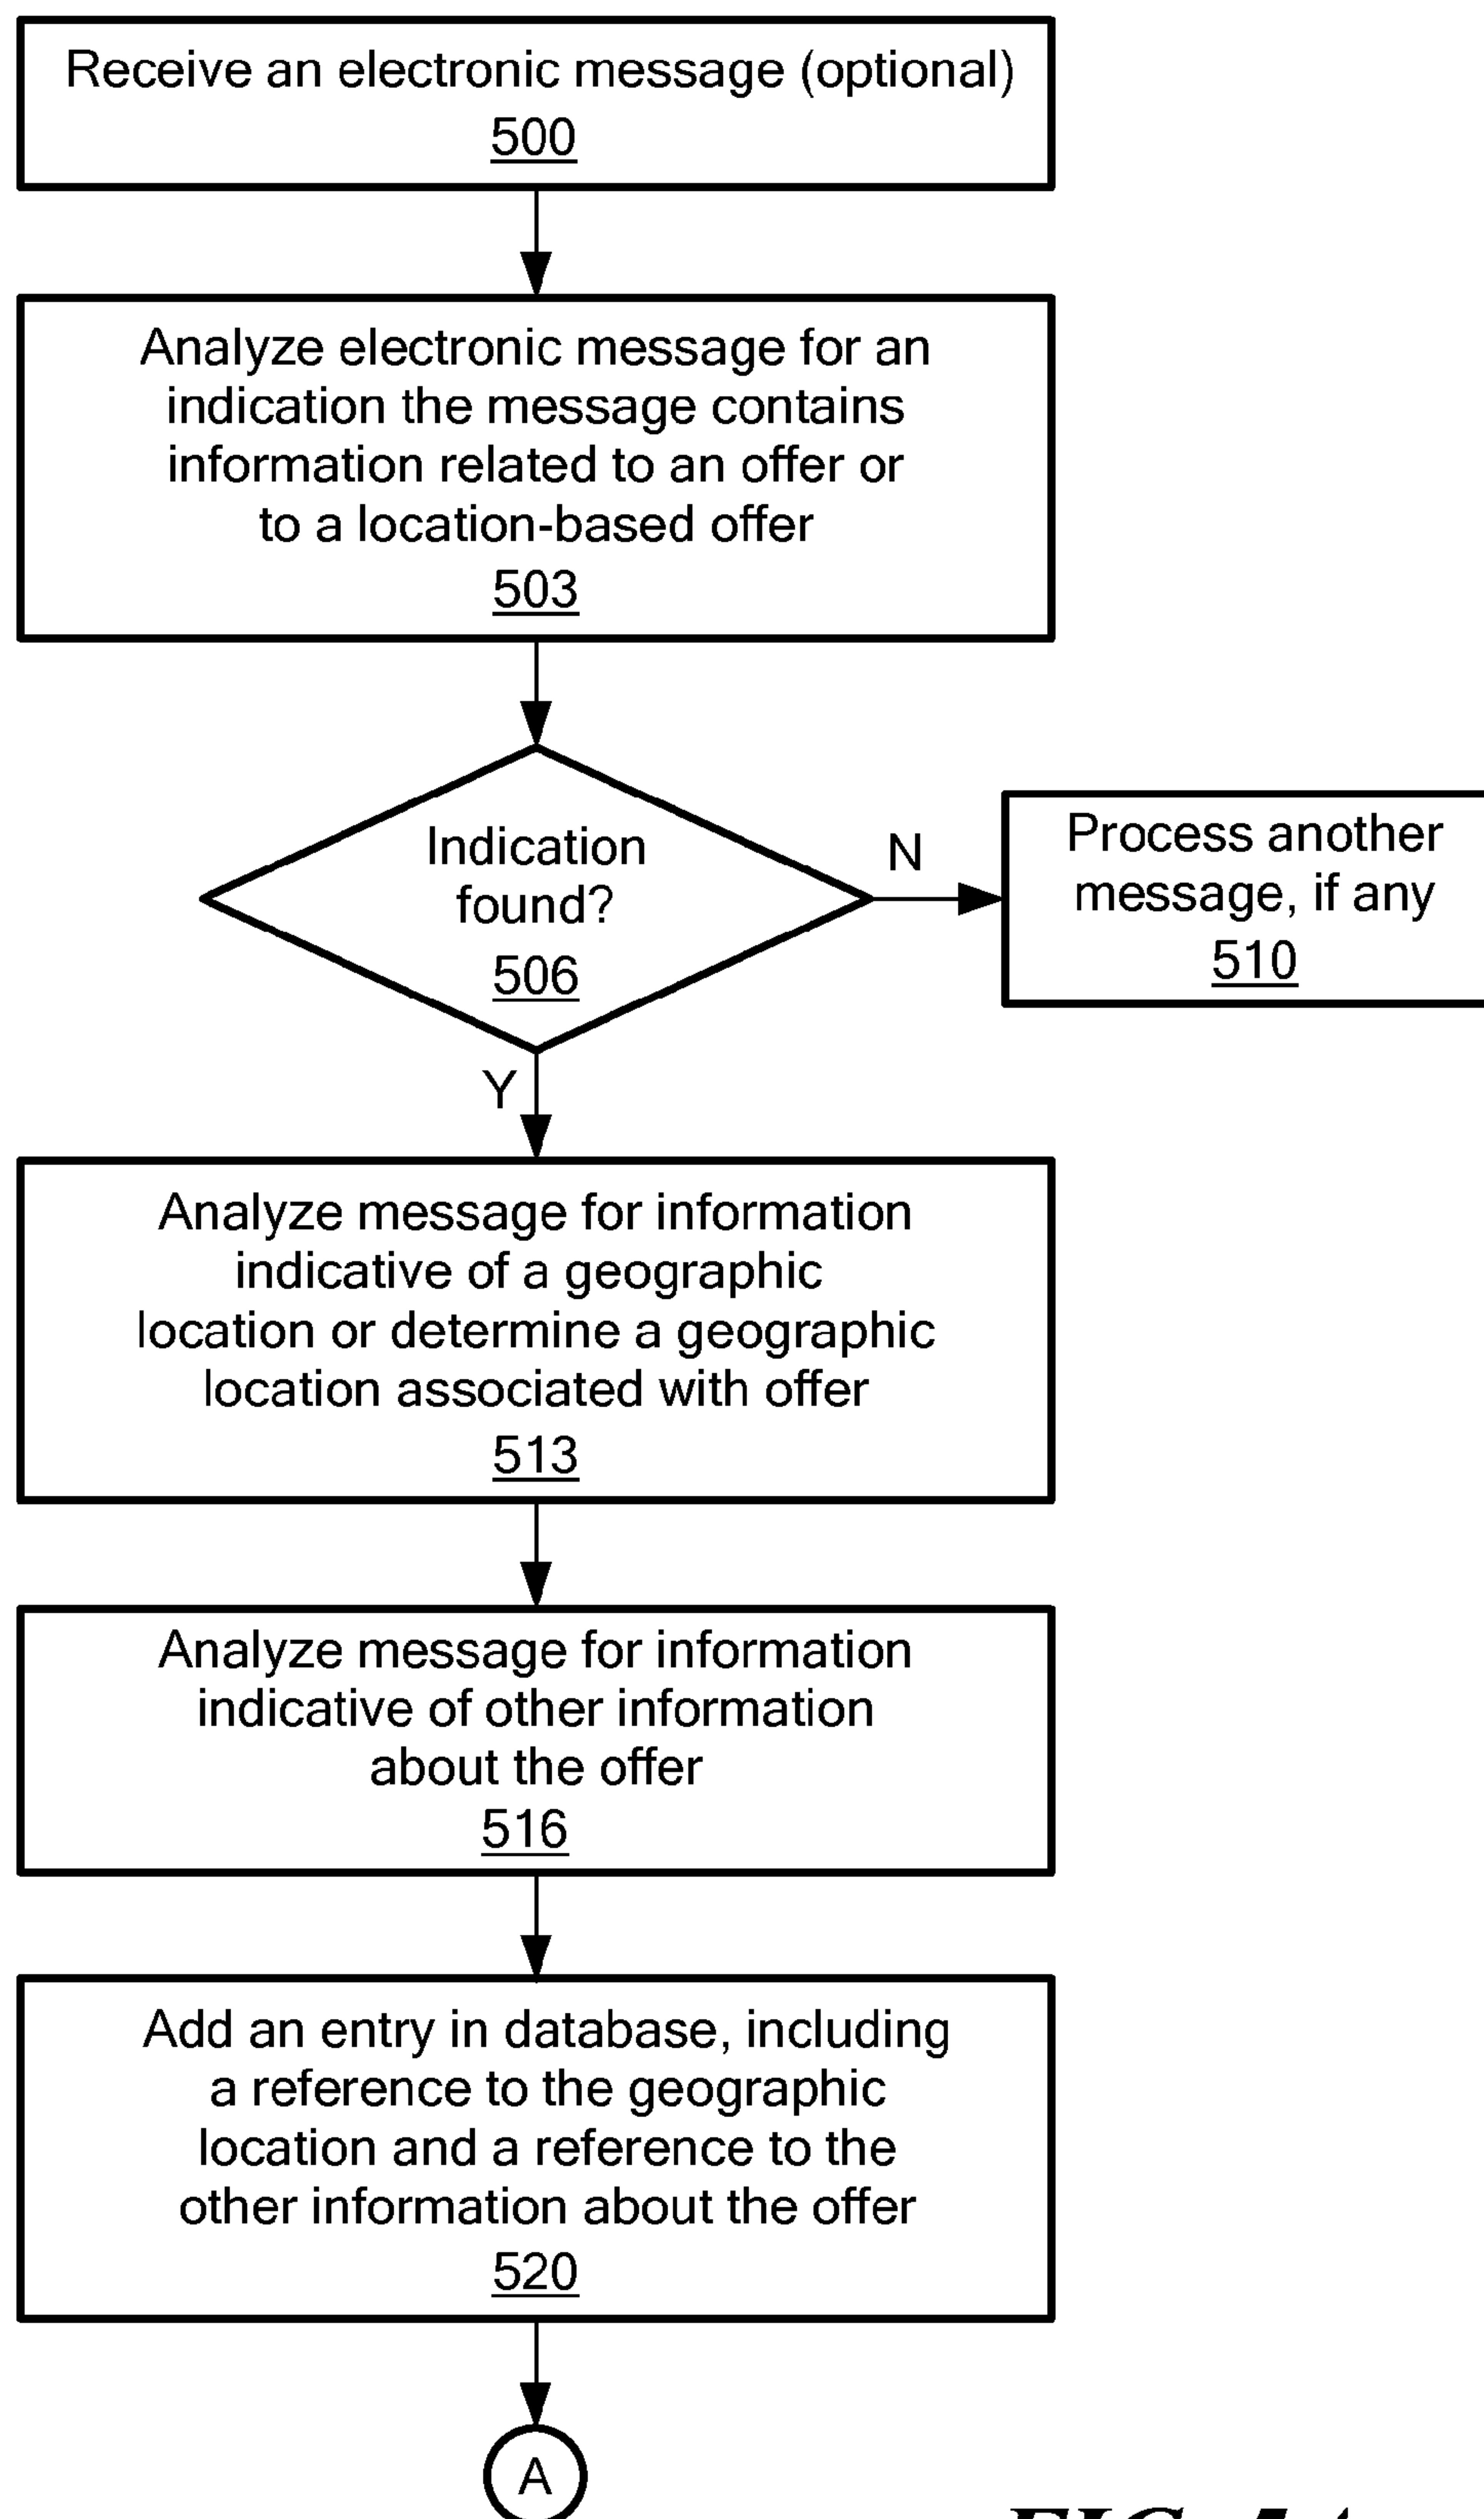 Receive an electronic message (optional)
500
Analyze electronic message for an
indication the message contains
information related to an offer or
to a location-based offer
503
Indication
found?
506
N
Process another
message, if any
510
Y
Analyze message for information
indicative of a geographic
location or determine a geographic
location associated with offer
513
Analyze message for information
indicative of other information
about the offer
516
Add an entry in database, including
a reference to the geographic
location and a reference to the
other information about the offer
520
A